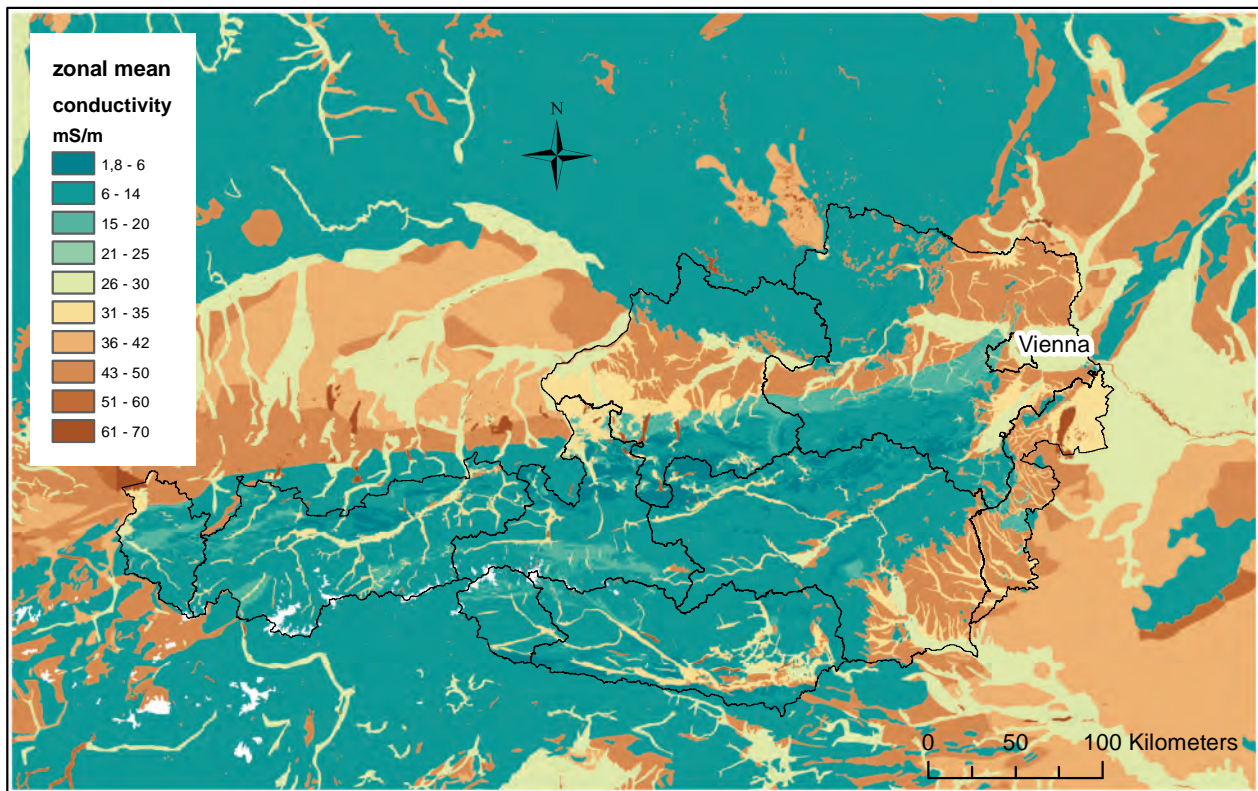 zonal mean
conductivity
mS/m
1,8 - 6
6 - 14
15 - 20
21 - 25
26 - 30
31 - 35
36 - 42
43 - 50
51 - 60
61 - 70
N
Vienna
0 50 100 Kilometers